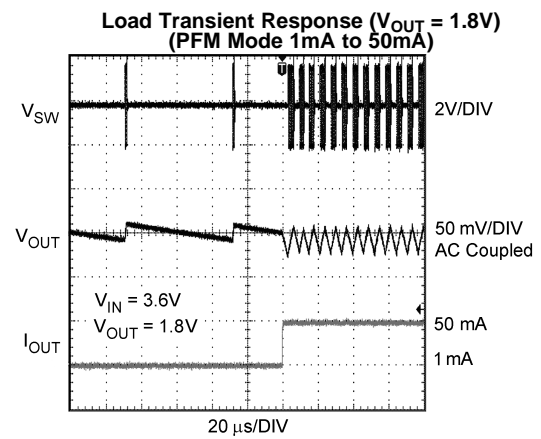 Load Transient Response (VOUT = 1.8V)
(PFM Mode 1mA to 50mA)
T
VSW
2V/DIV
VOUT
50 mV/DIV
AC Coupled
VIN = 3.6V
VOUT = 1.8V
IOUT
50 mA
1 mA
20 μs/DIV